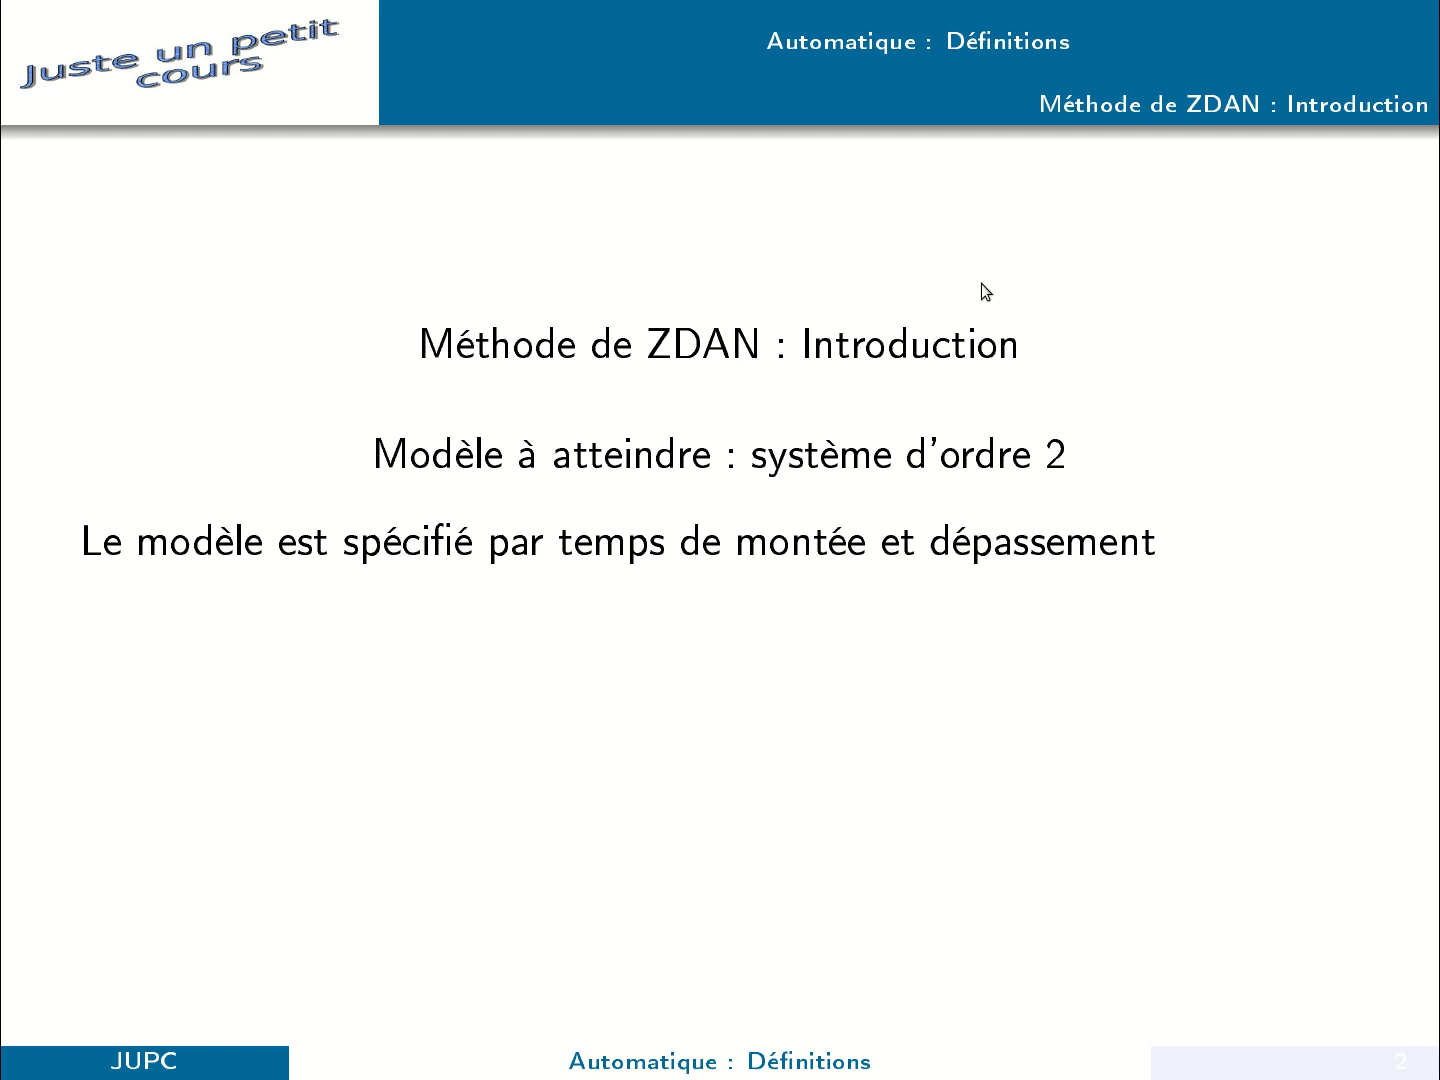 Juste un petit
cours
Automatique : Définitions
Méthode de ZDAN : Introduction
Méthode de ZDAN : Introduction
Modèle à atteindre : système d'ordre 2
Le modèle est spécifié par temps de montée et dépassement
JUPC
Automatique : Définitions
2